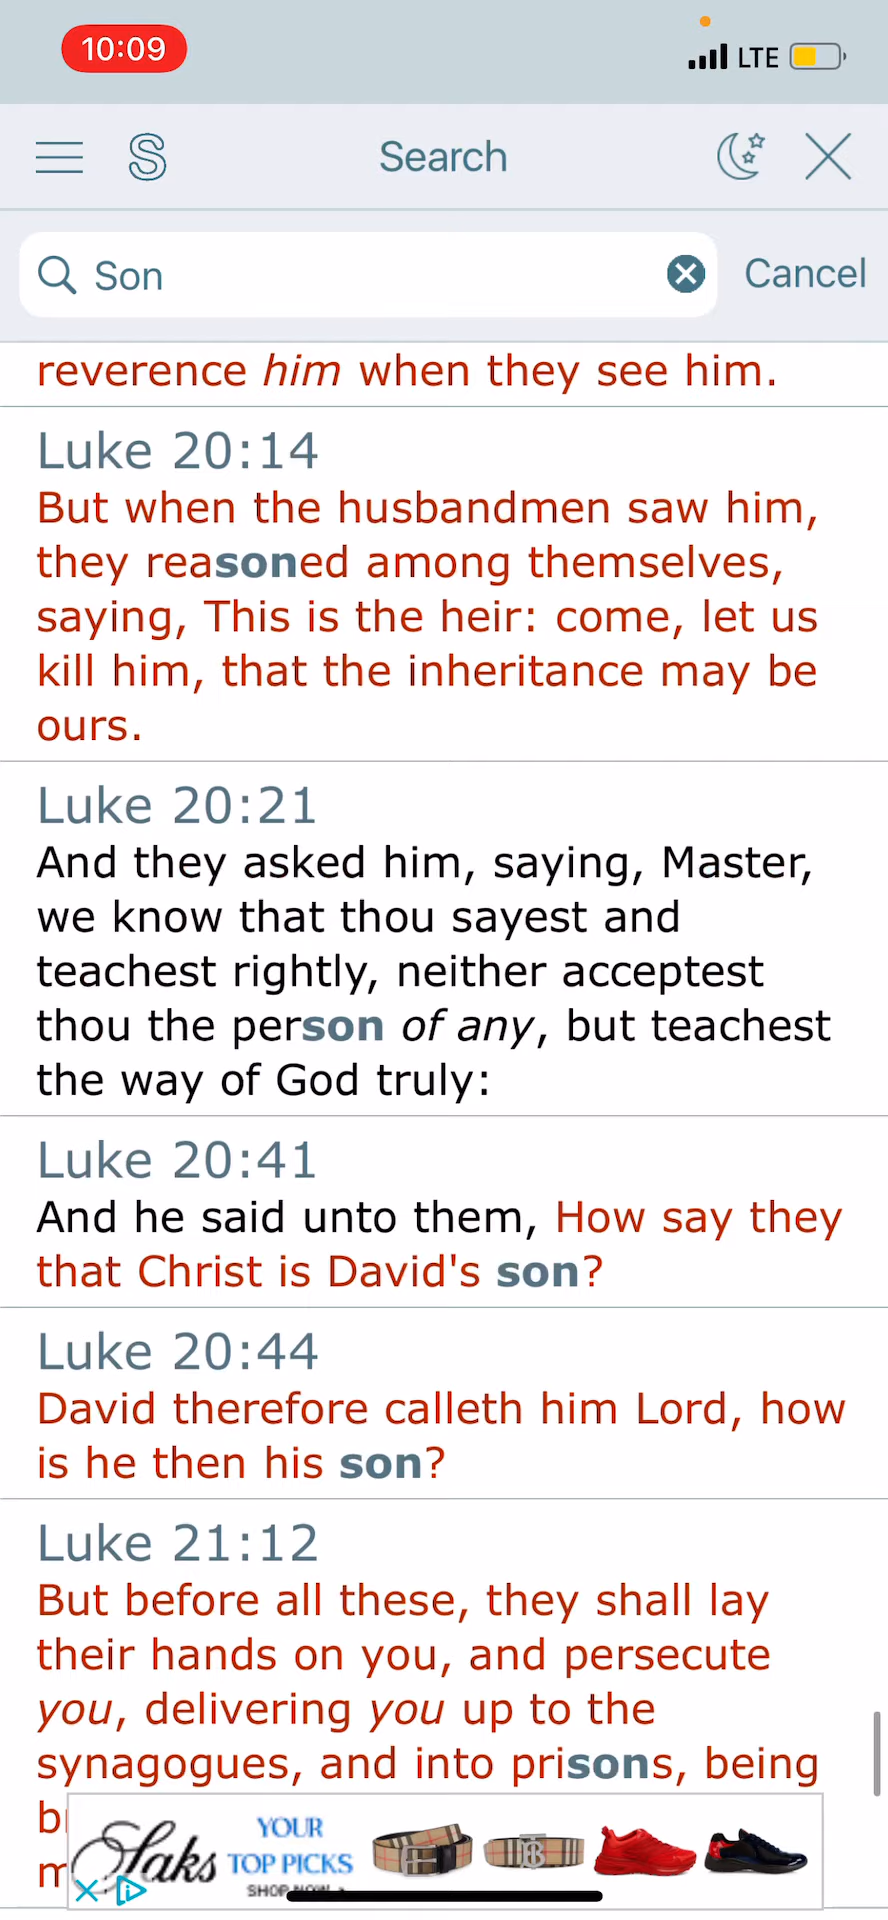 10:09
LTE
S
Search
Son
Cancel
reverence him when they see him.
Luke 20:14
But when the husbandmen saw him,
they reasoned among themselves,
saying, This is the heir: come, let us
kill him, that the inheritance may be
ours.
Luke 20:21
And they asked him, saying, Master,
we know that thou sayest and
teachest rightly, neither acceptest
thou the person of any, but teachest
the way of God truly:
Luke 20:41
And he said unto them, How say they
that Christ is David's son?
Luke 20:44
David therefore calleth him Lord, how
is he then his son?
Luke 21:12
But before all these, they shall lay
their hands on you, and persecute
you, delivering you up to the
synagogues, and into prisons, being
Saks
YOUR
TOP PICKS
SHOP NOW